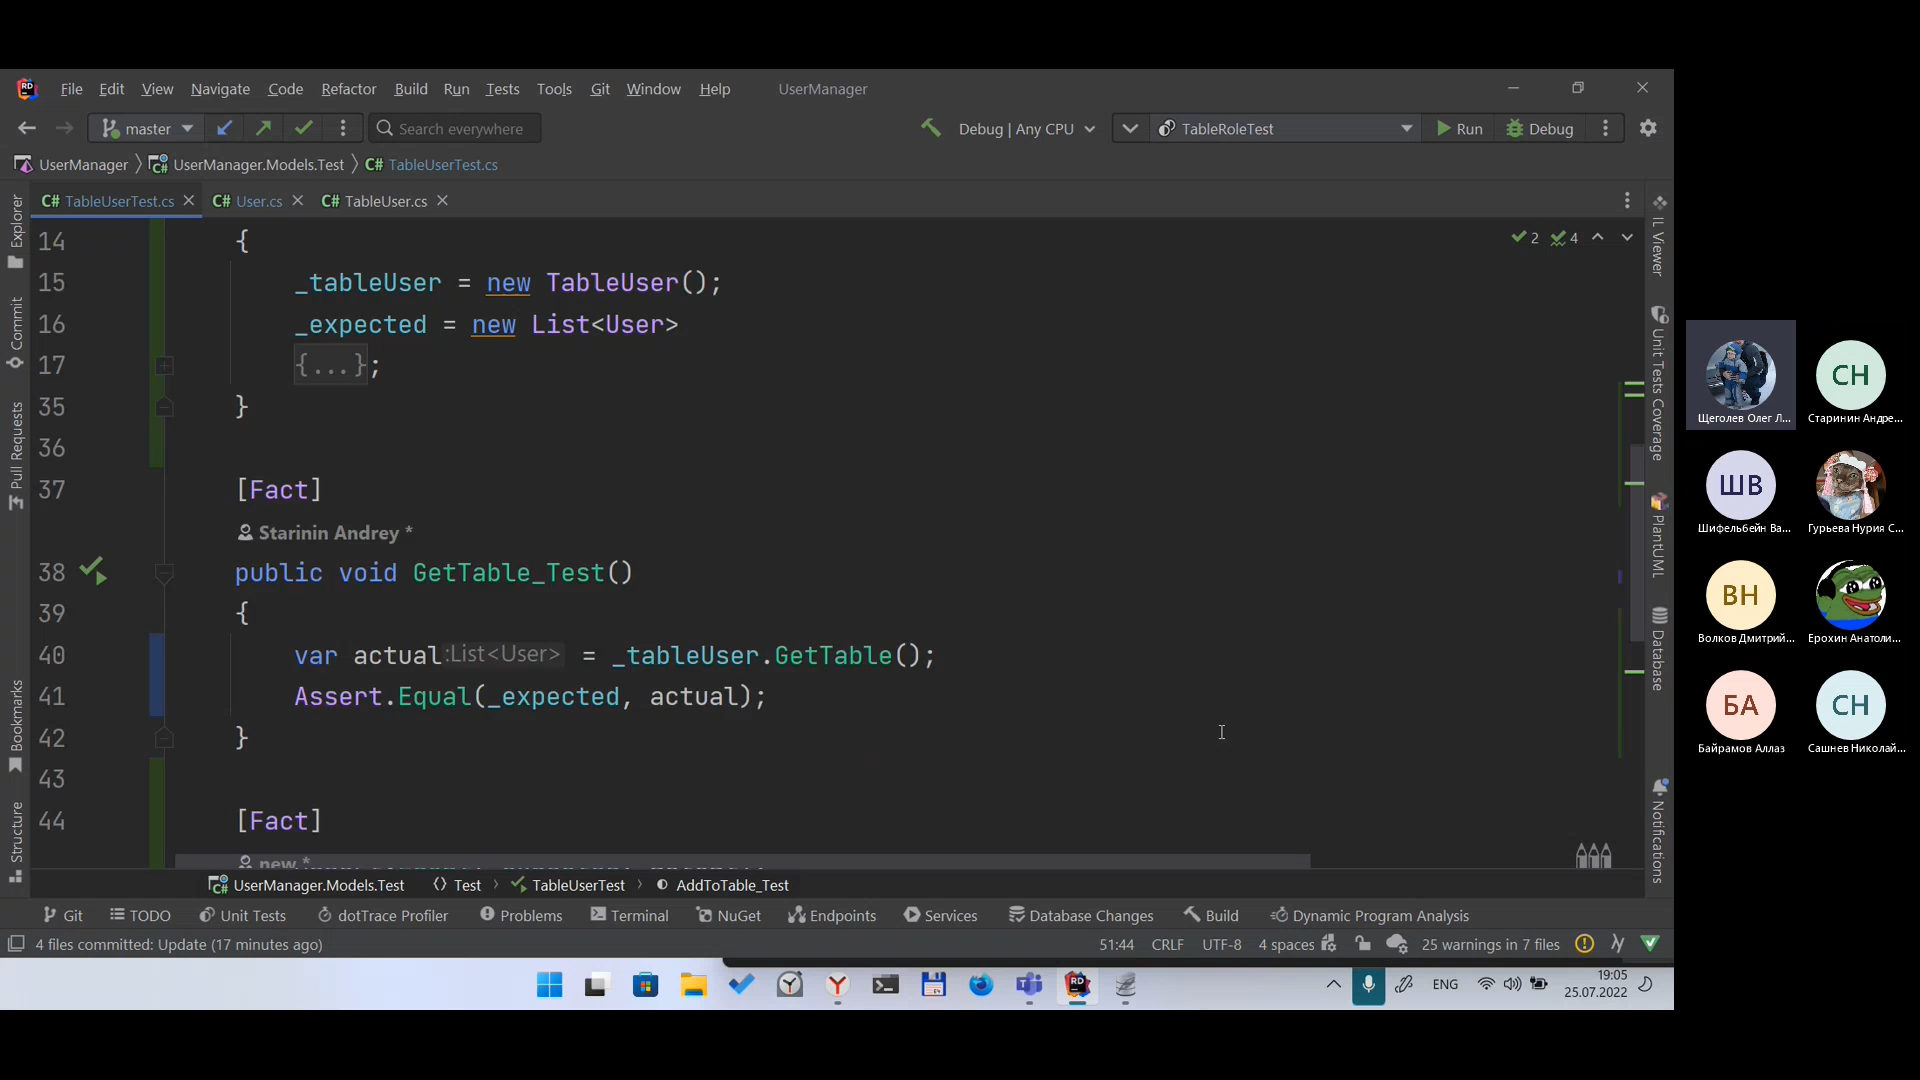 RD File Edit View Navigate Code Refactor Build Run Tests Tools Git Window Help UserManager
master Search everywhere Debug | Any CPU TableRoleTest Run Debug
UserManager UserManager.Models.Test C# TableUserTest.cs
C# TableUserTest.cs C# User.cs C# TableUser.cs
2 4
14 {
15 _tableUser = new TableUser();
16 _expected = new List<User>
17 {...};
35 }
36
37 [Fact]
Starinin Andrey *
38 public void GetTable_Test()
39 {
40 var actual :List<User> = _tableUser.GetTable();
41 Assert.Equal(_expected, actual);
42 }
43
44 [Fact]
new *
Explorer
Commit
Pull Requests
Bookmarks
Structure
IL Viewer
Unit Tests Coverage
PlantUML
Database
Notifications
UserManager.Models.Test Test TableUserTest AddToTable_Test
Git TODO Unit Tests dotTrace Profiler Problems Terminal NuGet Endpoints Services Database Changes Build Dynamic Program Analysis
4 files committed: Update (17 minutes ago) 51:44 CRLF UTF-8 4 spaces 25 warnings in 7 files
ENG 19:05
25.07.2022
Щеголев Олег Л...
СН
Старинин Андре...
ШВ
Шифельбейн Ва...
Гурьева Нурия С...
ВН
Волков Дмитрий...
Ерохин Анатоли...
БА
Байрамов Аллаз
СН
Сашнев Николай...